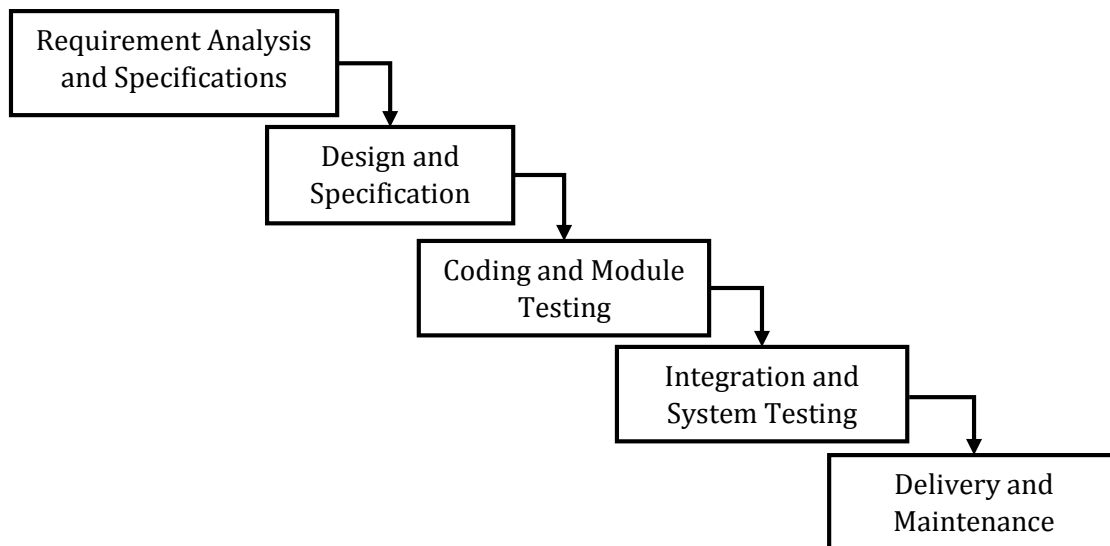 Requirement Analysis
and Specifications
Design and
Specification
Coding and Module
Testing
Integration and
System Testing
Delivery and
Maintenance